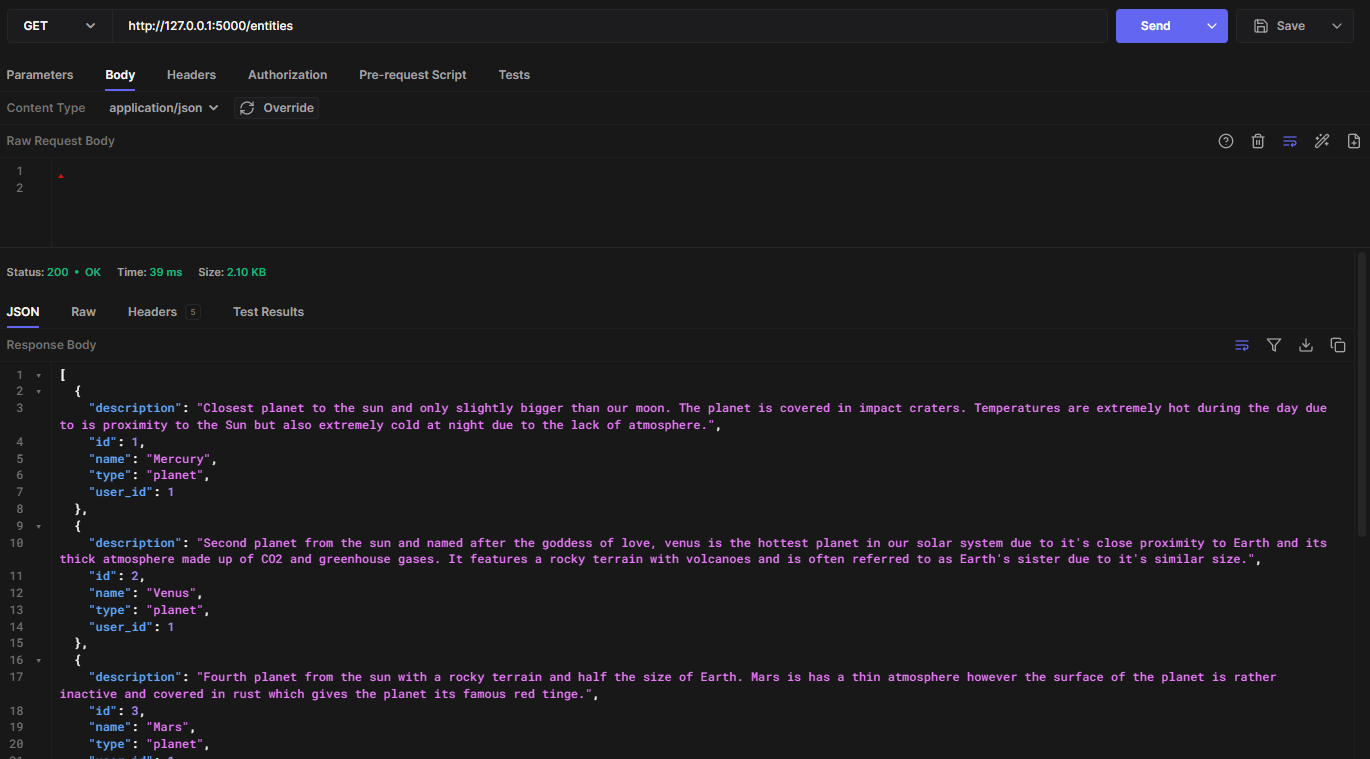 GET
http://127.0.0.1:5000/entities
Send
Save
Parameters
Body
Headers
Authorization
Pre-request Script
Tests
Content Type
application/json
Override
Raw Request Body
1
2
Status: 200 • OK
Time: 39 ms
Size: 2.10 KB
JSON
Raw
Headers 5
Test Results
Response Body
1 [
2 {
3 "description": "Closest planet to the sun and only slightly bigger than our moon. The planet is covered in impact craters. Temperatures are extremely hot during the day due
to is proximity to the Sun but also extremely cold at night due to the lack of atmosphere.",
4 "id": 1,
5 "name": "Mercury",
6 "type": "planet",
7 "user_id": 1
8 },
9 {
10 "description": "Second planet from the sun and named after the goddess of love, venus is the hottest planet in our solar system due to it's close proximity to Earth and its
thick atmosphere made up of CO2 and greenhouse gases. It features a rocky terrain with volcanoes and is often referred to as Earth's sister due to it's similar size.",
11 "id": 2,
12 "name": "Venus",
13 "type": "planet",
14 "user_id": 1
15 },
16 {
17 "description": "Fourth planet from the sun with a rocky terrain and half the size of Earth. Mars is has a thin atmosphere however the surface of the planet is rather
inactive and covered in rust which gives the planet its famous red tinge.",
18 "id": 3,
19 "name": "Mars",
20 "type": "planet",